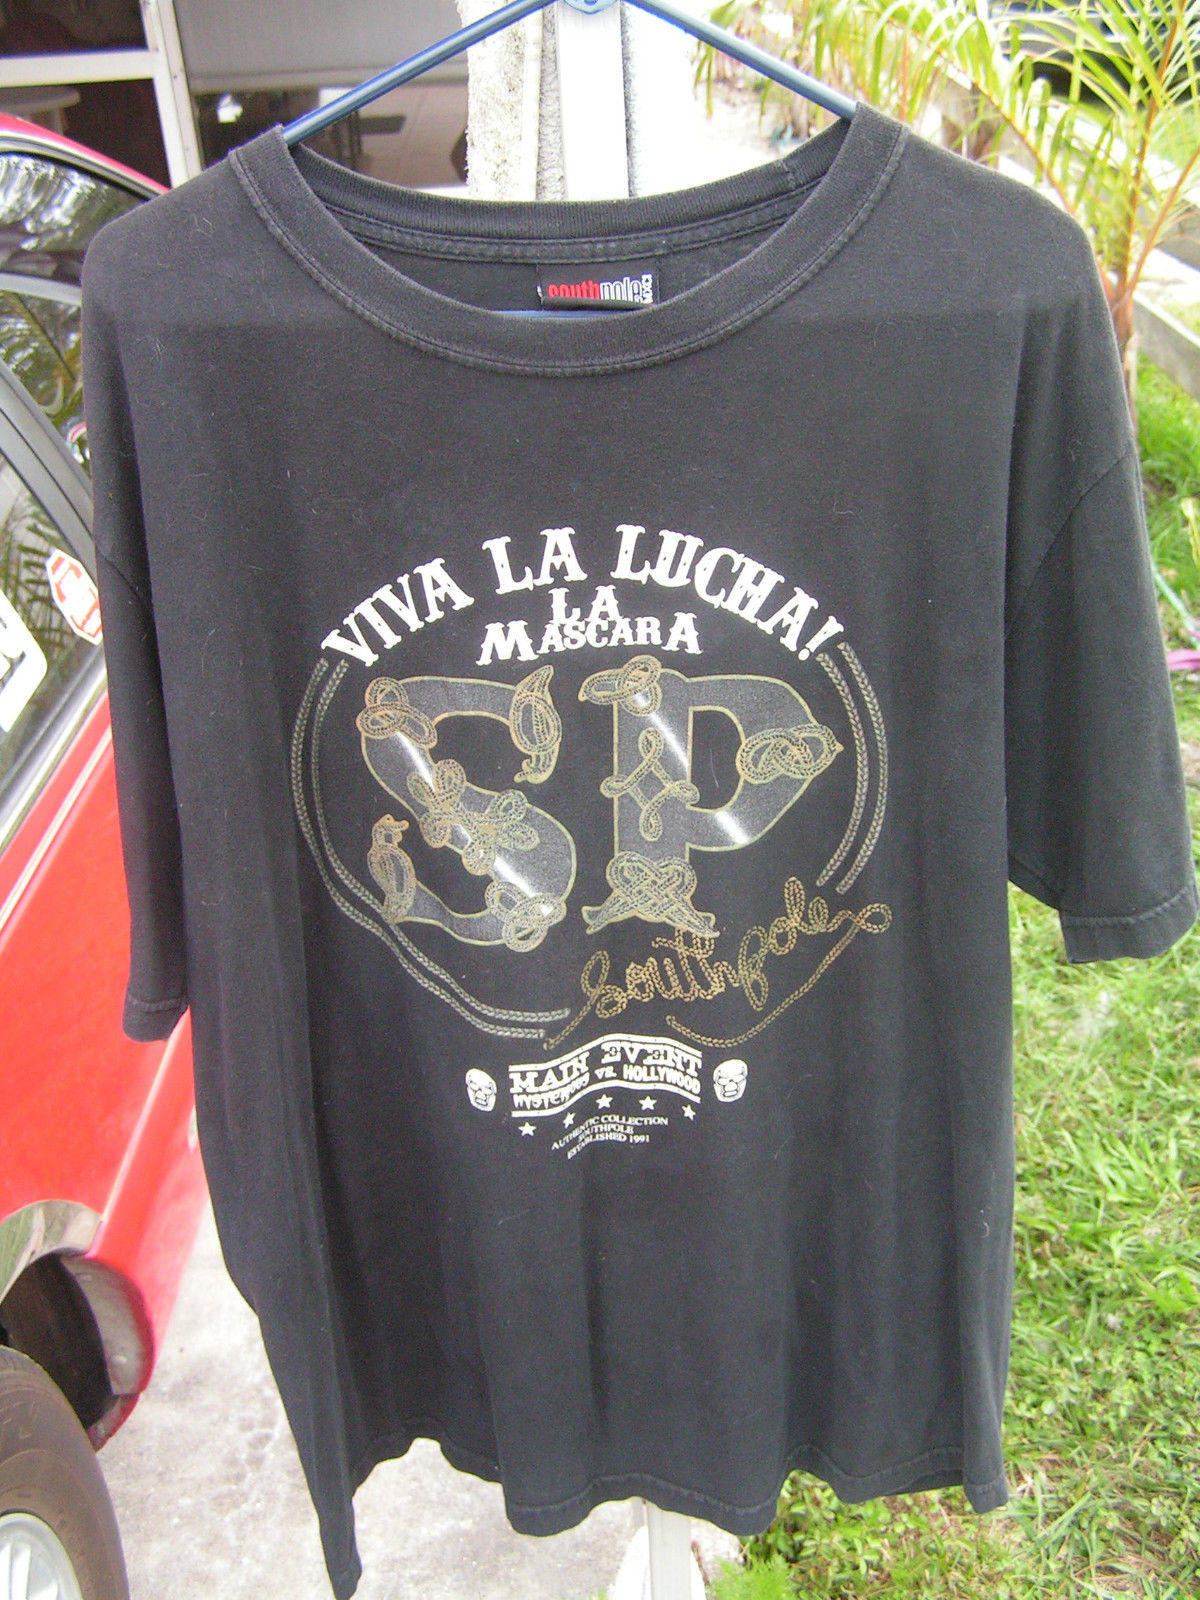 southpole
VIVA LA LUCHA!
LA
MASCARA
SP
Southpole
MAIN EVENT
MYSTERIOUS VS. HOLLYWOOD
AUTHENTIC COLLECTION
SOUTHPOLE
ESTABLISHED 1991